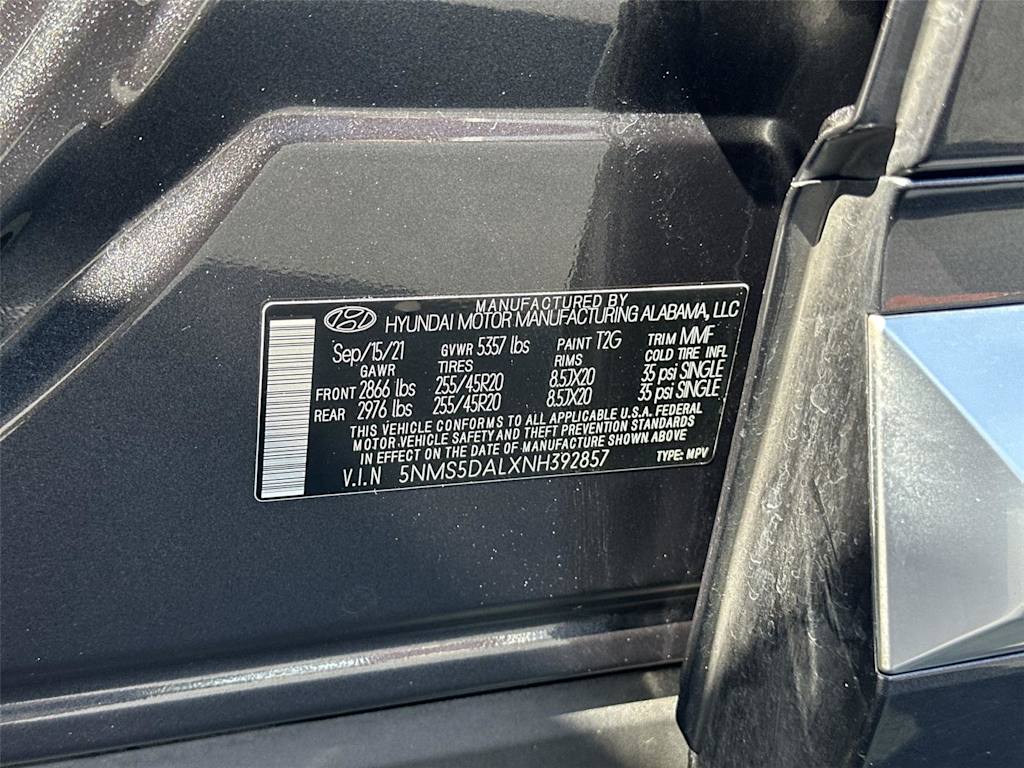 MANUFACTURED BY
HYUNDAI MOTOR MANUFACTURING ALABAMA, LLC
Sep/15/21 GVWR 5357 lbs PAINT T2G TRIM MMF
GAWR TIRES RIMS COLD TIRE INFL
FRONT 2866 lbs 255/45R20 8.5JX20 35 psi SINGLE
REAR 2976 lbs 255/45R20 8.5JX20 35 psi SINGLE
THIS VEHICLE CONFORMS TO ALL APPLICABLE U.S.A. FEDERAL
MOTOR VEHICLE SAFETY AND THEFT PREVENTION STANDARDS
IN EFFECT ON THE DATE OF MANUFACTURE SHOWN ABOVE
V.I.N 5NMS5DALXNH392857 TYPE: MPV